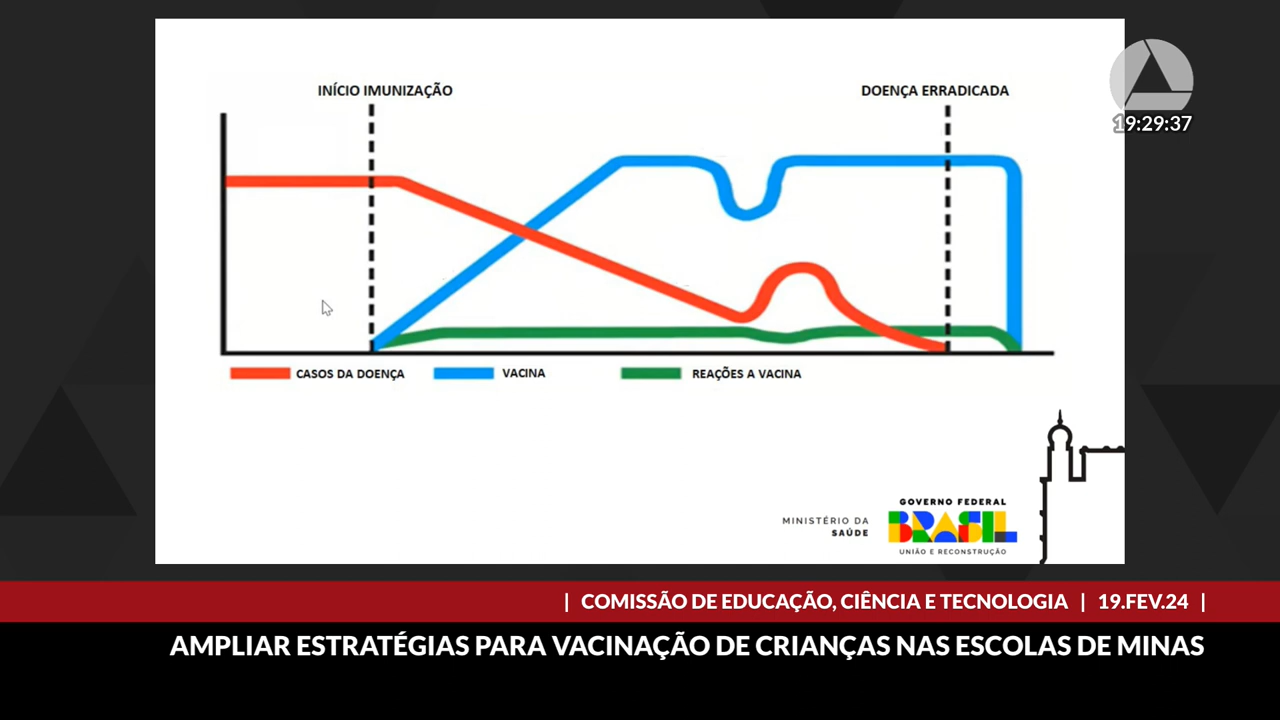 INÍCIO IMUNIZAÇÃO
DOENÇA ERRADICADA
19:29:37
CASOS DA DOENÇA
VACINA
REAÇÕES A VACINA
MINISTÉRIO DA
SAÚDE
GOVERNO FEDERAL
BRASIL
UNIÃO E RECONSTRUÇÃO
| COMISSÃO DE EDUCAÇÃO, CIÊNCIA E TECNOLOGIA | 19.FEV.24 |
AMPLIAR ESTRATÉGIAS PARA VACINAÇÃO DE CRIANÇAS NAS ESCOLAS DE MINAS